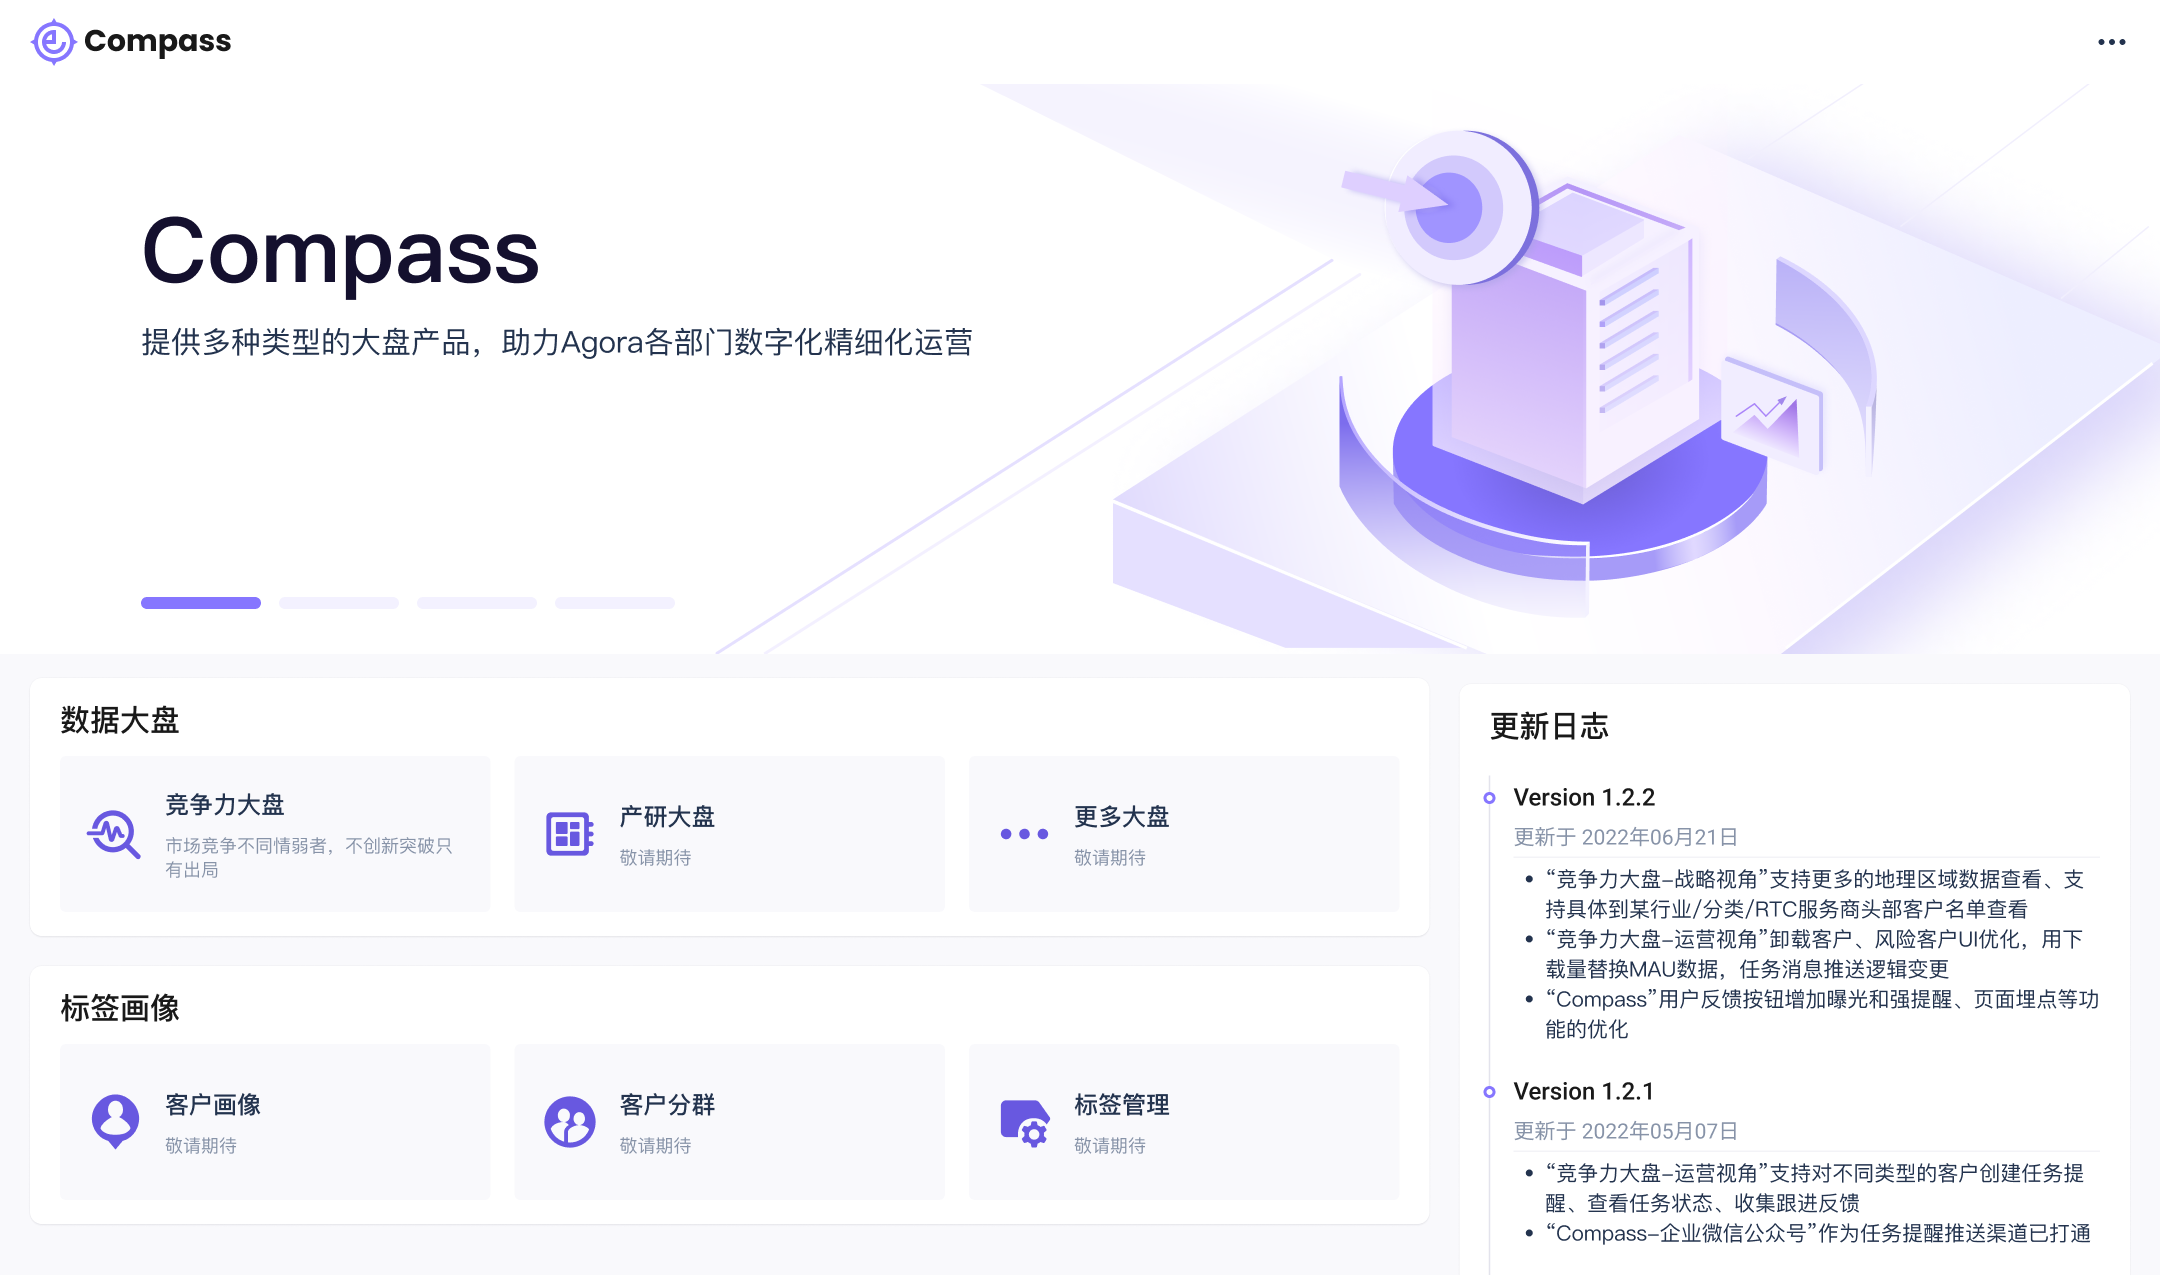 Compass
Compass
提供多种类型的大盘产品，助力Agora各部门数字化精细化运营
数据大盘
竞争力大盘
市场竞争不同情弱者，不创新突破只
有出局
产研大盘
敬请期待
更多大盘
敬请期待
标签画像
客户画像
敬请期待
客户分群
敬请期待
标签管理
敬请期待
更新日志
Version 1.2.2
更新于 2022年06月21日
“竞争力大盘-战略视角”支持更多的地理区域数据查看、支
持具体到某行业/分类/RTC服务商头部客户名单查看
“竞争力大盘-运营视角”卸载客户、风险客户UI优化，用下
载量替换MAU数据，任务消息推送逻辑变更
“Compass”用户反馈按钮增加曝光和强提醒、页面埋点等功
能的优化
Version 1.2.1
更新于 2022年05月07日
“竞争力大盘-运营视角”支持对不同类型的客户创建任务提
醒、查看任务状态、收集跟进反馈
“Compass-企业微信公众号”作为任务提醒推送渠道已打通